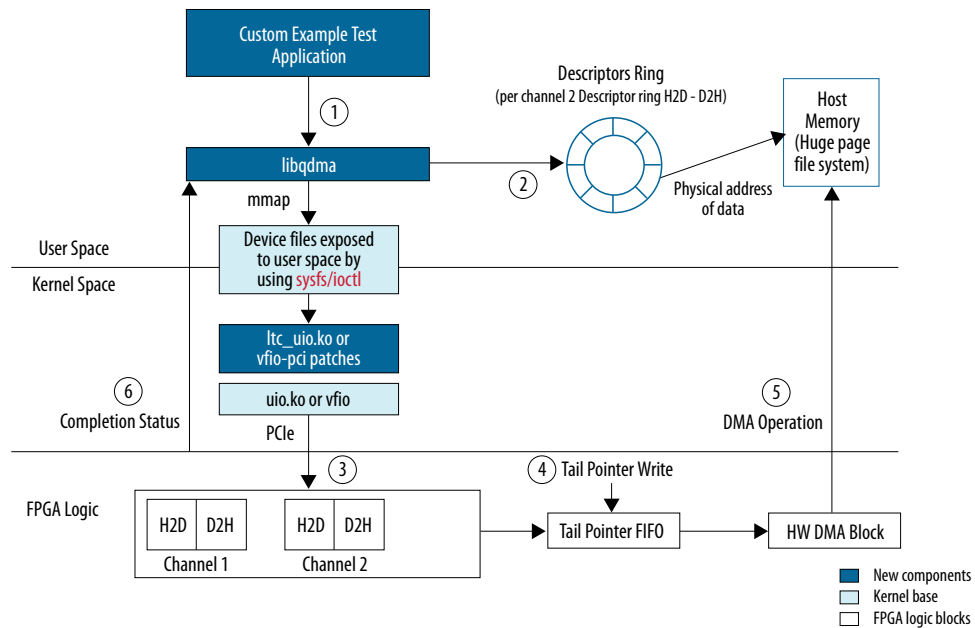 Custom Example Test
Application
1
Descriptors Ring
(per channel 2 Descriptor ring H2D - D2H)
Host
Memory
(Huge page
file system)
libqdma
2
Physical address
of data
mmap
Device files exposed
to user space by
using sysfs/ioctl
User Space
Kernel Space
ltc_uio.ko or
vfio-pci patches
6
Completion Status
uio.ko or vfio
5
DMA Operation
PCIe
3
4 Tail Pointer Write
FPGA Logic
H2D D2H H2D D2H
Channel 1 Channel 2
Tail Pointer FIFO
HW DMA Block
New components
Kernel base
FPGA logic blocks